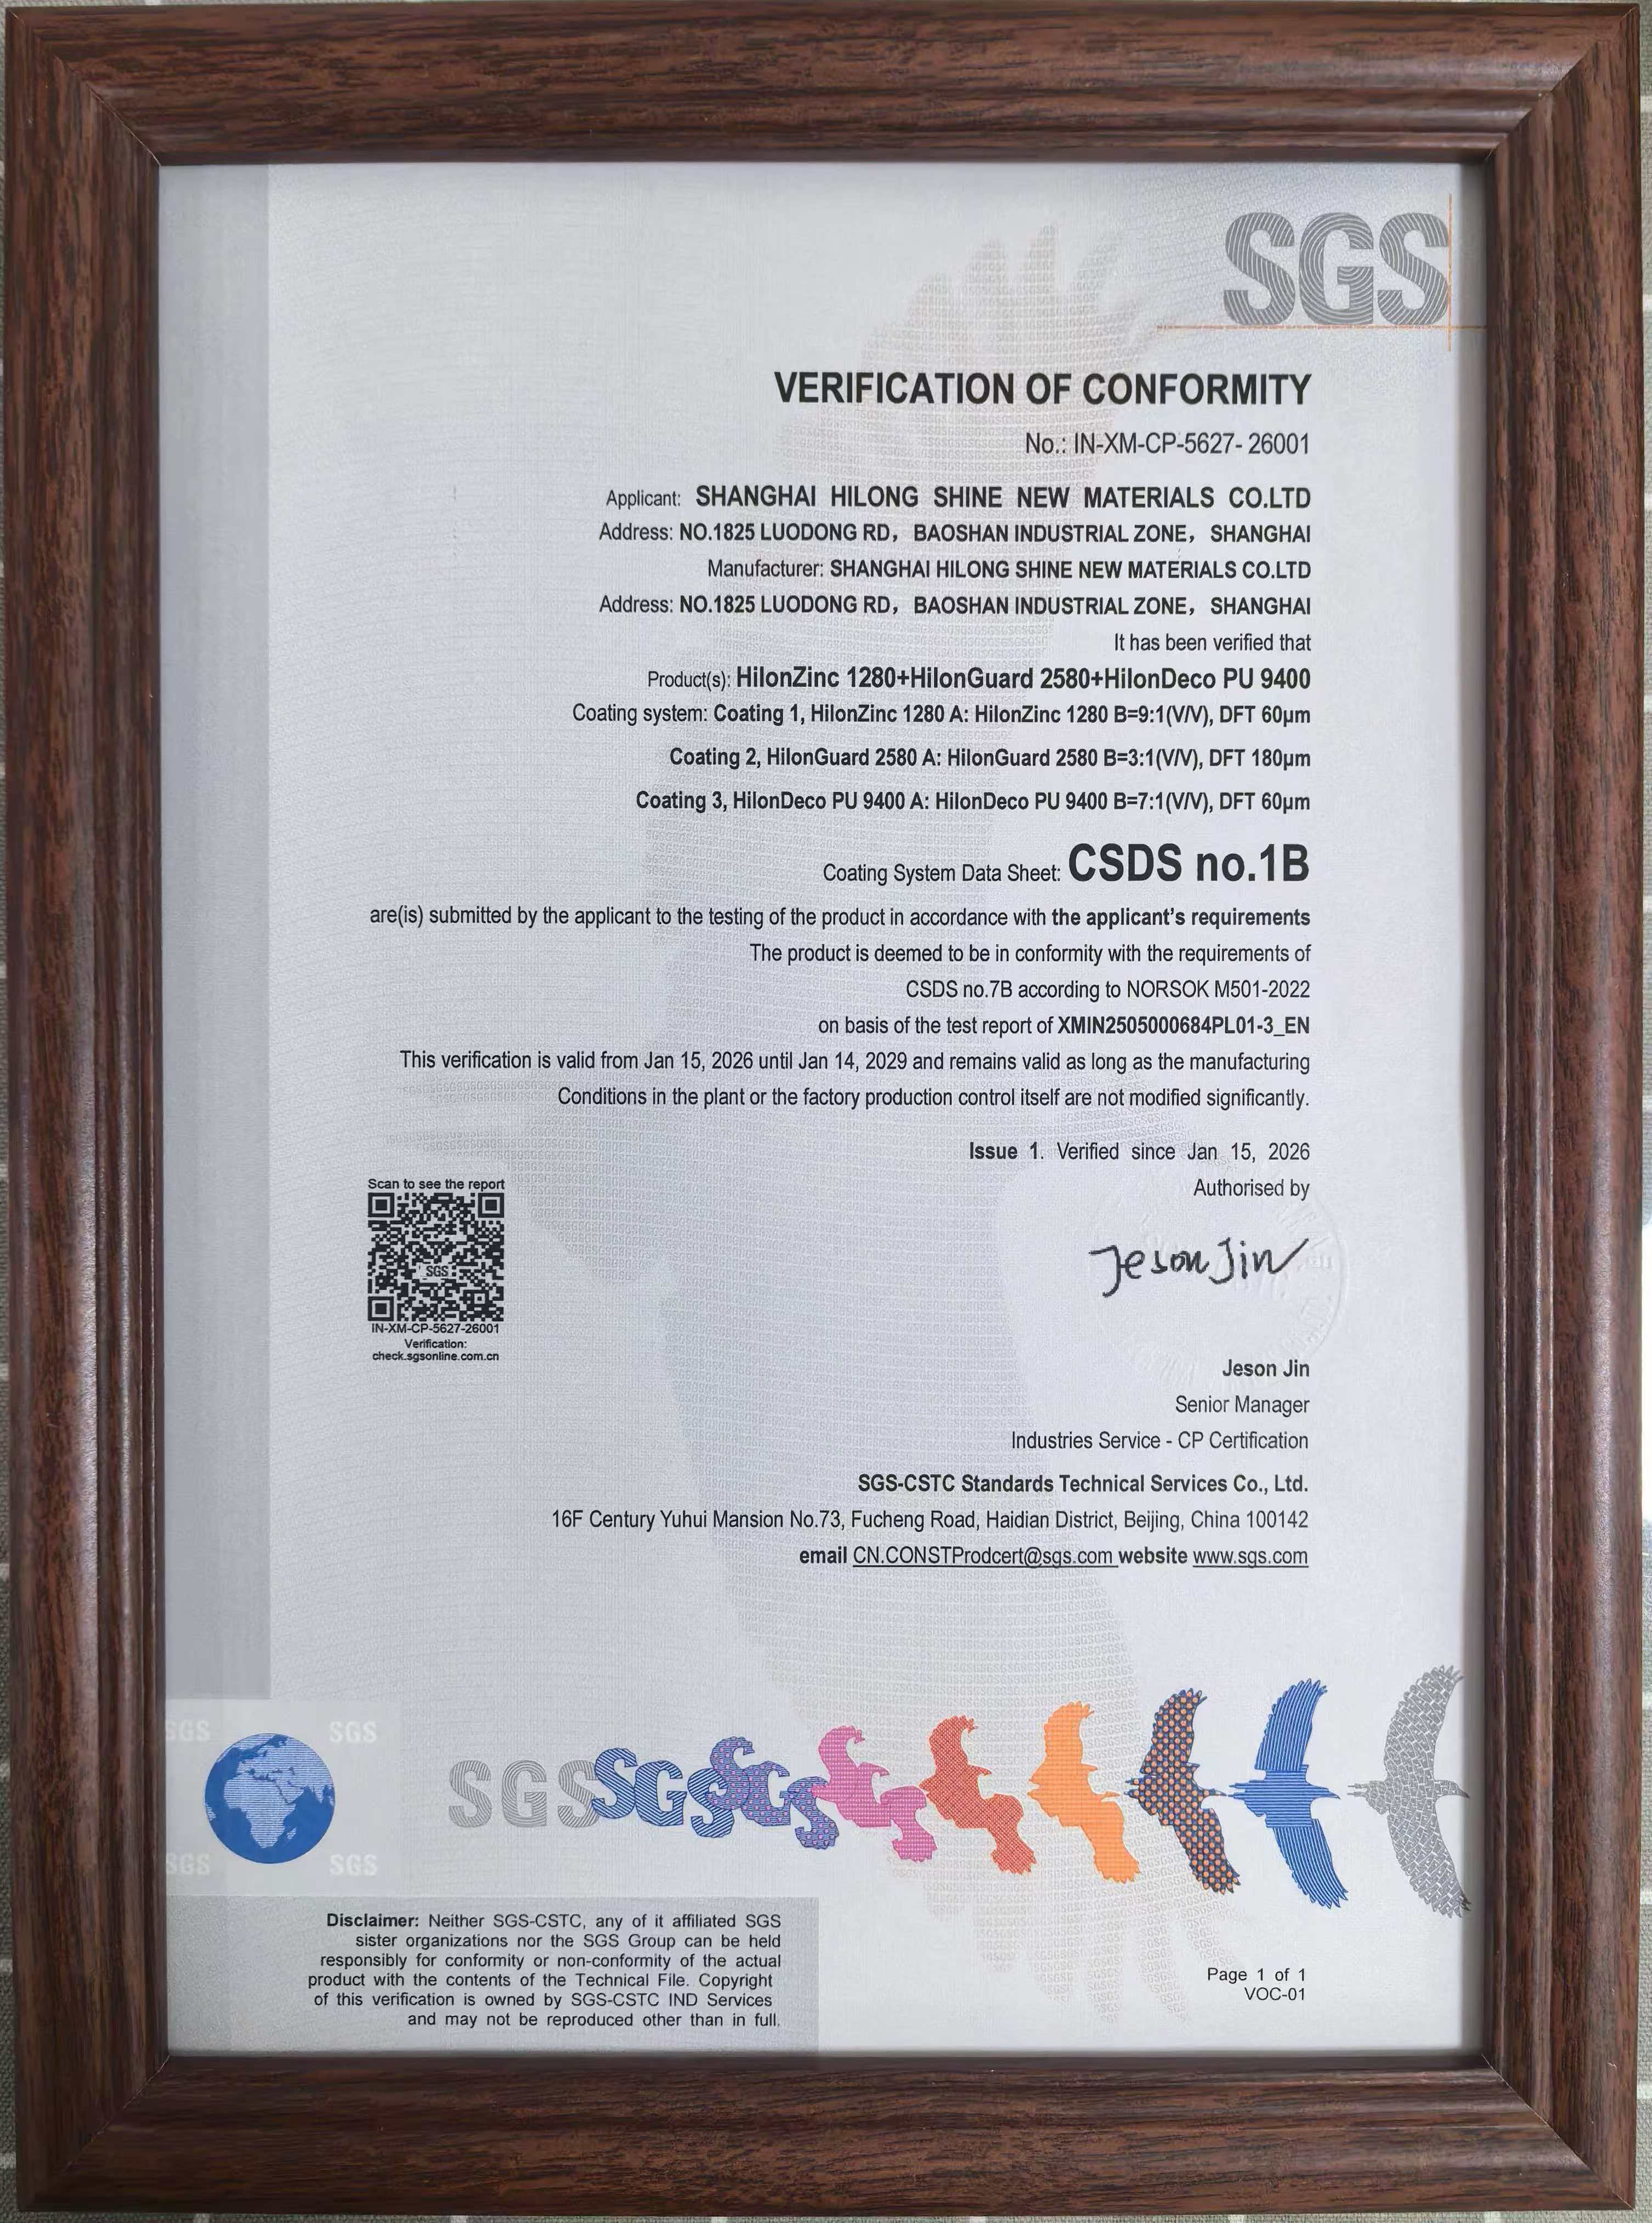 SGS
VERIFICATION OF CONFORMITY
No.: IN-XM-CP-5627- 26001
Applicant: SHANGHAI HILONG SHINE NEW MATERIALS CO.LTD
Address: NO.1825 LUODONG RD，BAOSHAN INDUSTRIAL ZONE，SHANGHAI
Manufacturer: SHANGHAI HILONG SHINE NEW MATERIALS CO.LTD
Address: NO.1825 LUODONG RD，BAOSHAN INDUSTRIAL ZONE，SHANGHAI
It has been verified that
Product(s): HilonZinc 1280+HilonGuard 2580+HilonDeco PU 9400
Coating system: Coating 1, HilonZinc 1280 A: HilonZinc 1280 B=9:1(V/V), DFT 60μm
Coating 2, HilonGuard 2580 A: HilonGuard 2580 B=3:1(V/V), DFT 180μm
Coating 3, HilonDeco PU 9400 A: HilonDeco PU 9400 B=7:1(V/V), DFT 60μm
Coating System Data Sheet: CSDS no.1B
are(is) submitted by the applicant to the testing of the product in accordance with the applicant's requirements
The product is deemed to be in conformity with the requirements of
CSDS no.7B according to NORSOK M501-2022
on basis of the test report of XMIN2505000684PL01-3_EN
This verification is valid from Jan 15, 2026 until Jan 14, 2029 and remains valid as long as the manufacturing
Conditions in the plant or the factory production control itself are not modified significantly.
Issue 1. Verified since Jan 15, 2026
Authorised by
Scan to see the report
SGS
IN-XM-CP-5627-26001
Verification:
check.sgsonline.com.cn
Jeson Jin
Jeson Jin
Senior Manager
Industries Service - CP Certification
SGS-CSTC Standards Technical Services Co., Ltd.
16F Century Yuhui Mansion No.73, Fucheng Road, Haidian District, Beijing, China 100142
email CN.CONSTProdcert@sgs.com website www.sgs.com
SGS SGS
SGS SGS SGS
SGS SGS
Disclaimer: Neither SGS-CSTC, any of it affiliated SGS
sister organizations nor the SGS Group can be held
responsibly for conformity or non-conformity of the actual
product with the contents of the Technical File. Copyright
of this verification is owned by SGS-CSTC IND Services
and may not be reproduced other than in full.
Page 1 of 1
VOC-01